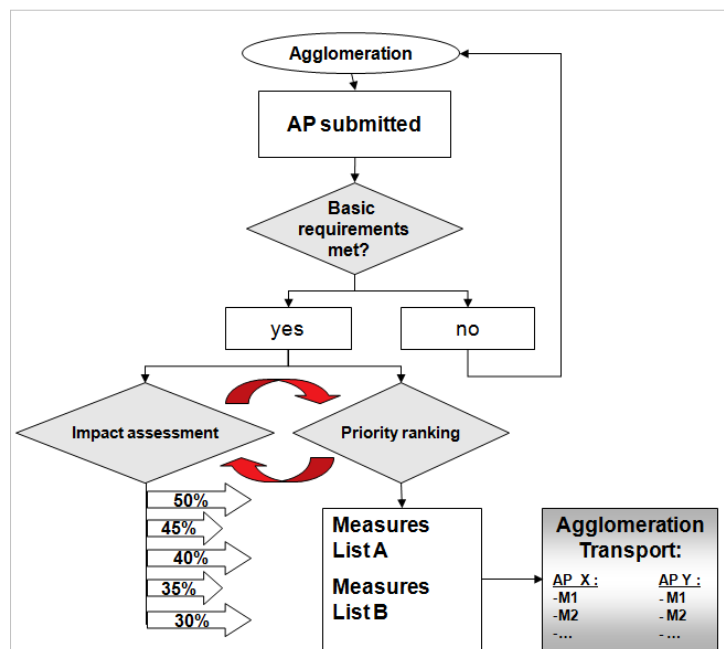 Agglomeration
AP submitted
Basic
requirements
met?
yes
no
Impact assessment
Priority ranking
50%
45%
40%
35%
30%
Measures
List A
Measures
List B
Agglomeration
Transport:
AP X :
-M1
-M2
-...
AP Y :
-M1
-M2
-...